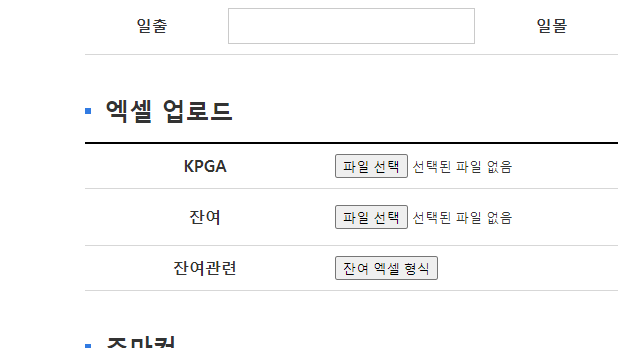 일출 일몰
엑셀 업로드
KPGA 파일 선택 선택된 파일 없음
잔여 파일 선택 선택된 파일 없음
잔여관련 잔여 엑셀 형식